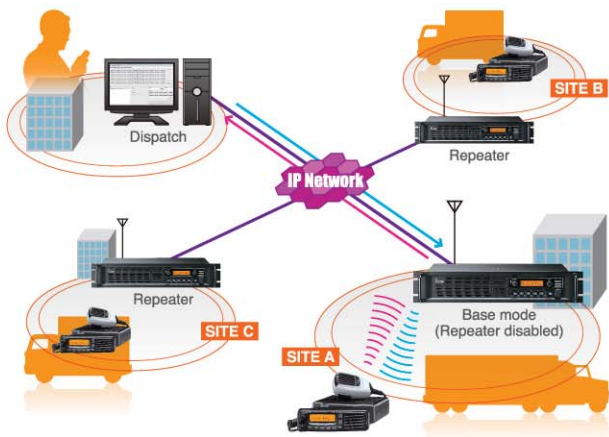 SITE B
Dispatch
Repeater
IP Network
Repeater
Base mode
(Repeater disabled)
SITE C
SITE A